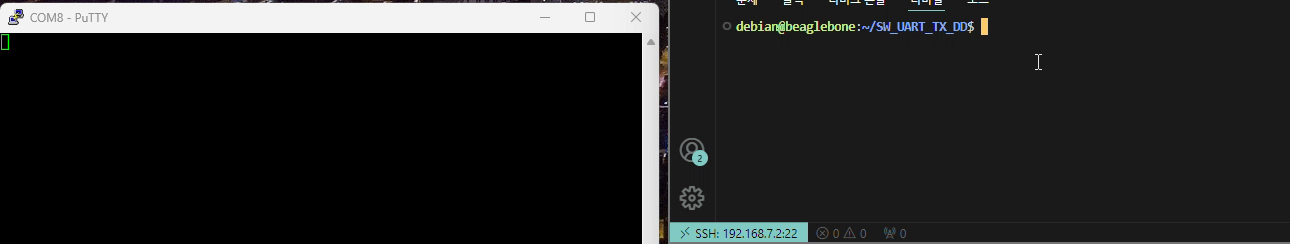 COM8 - PuTTY
debian@beaglebone:~/SW_UART_TX_DD$
2
SSH: 192.168.7.2:22 0 0 0